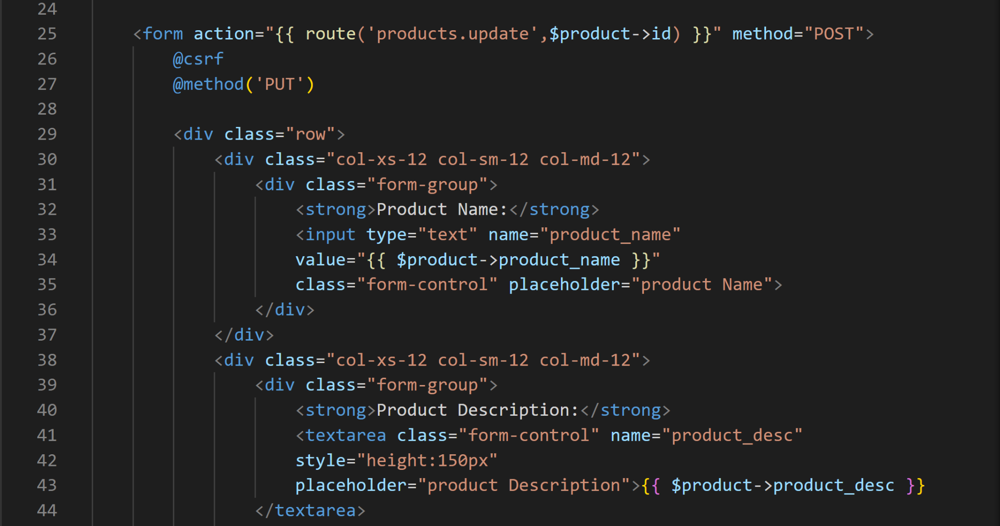 24
25 <form action="{{ route('products.update',$product->id) }}" method="POST">
26 @csrf
27 @method('PUT')
28
29 <div class="row">
30 <div class="col-xs-12 col-sm-12 col-md-12">
31 <div class="form-group">
32 <strong>Product Name:</strong>
33 <input type="text" name="product_name"
34 value="{{ $product->product_name }}"
35 class="form-control" placeholder="product Name">
36 </div>
37 </div>
38 <div class="col-xs-12 col-sm-12 col-md-12">
39 <div class="form-group">
40 <strong>Product Description:</strong>
41 <textarea class="form-control" name="product_desc"
42 style="height:150px"
43 placeholder="product Description">{{ $product->product_desc }}
44 </textarea>